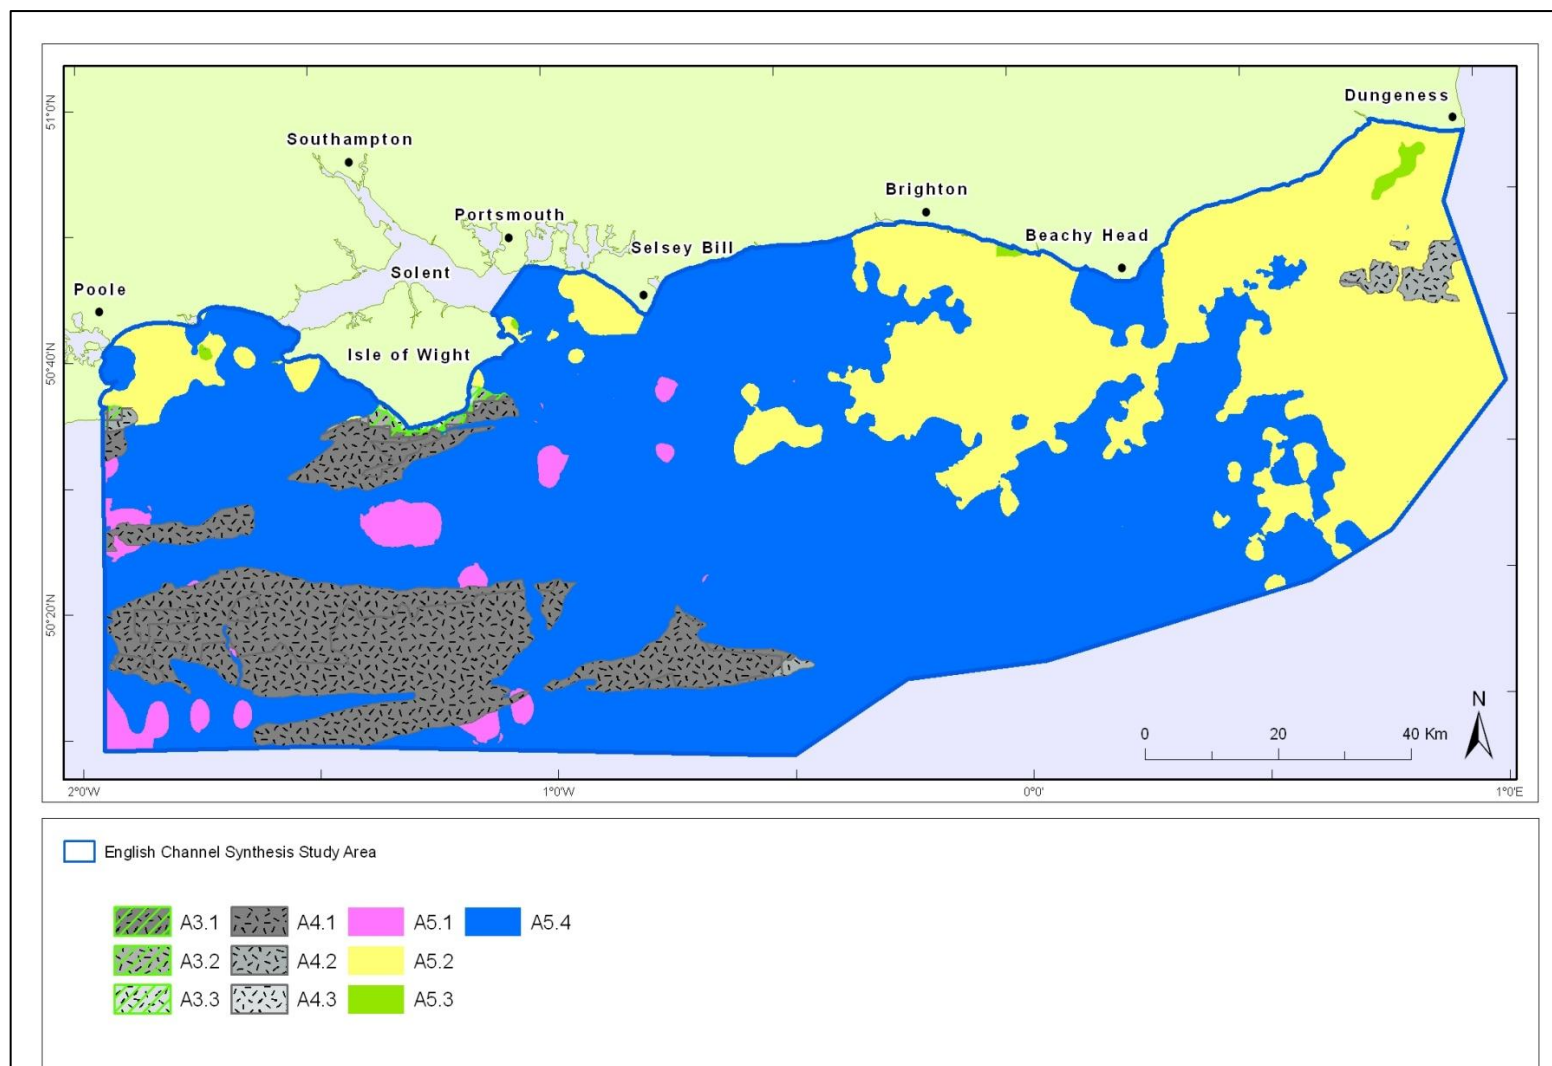 Dungeness
Southampton
Brighton
Portsmouth
Beachy Head
Selsey Bill
Solent
Poole
Isle of Wight
51°0'N
50°40'N
50°20'N
N
0 20 40 Km
2°0'W 1°0'W 0°0' 1°0'E
English Channel Synthesis Study Area
A3.1 A4.1 A5.1 A5.4
A3.2 A4.2 A5.2
A3.3 A4.3 A5.3